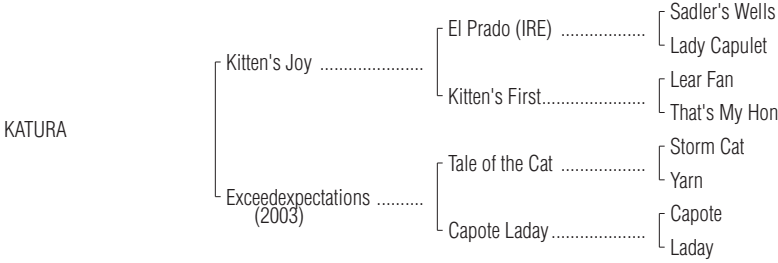 Sadler's Wells
El Prado (IRE) ...................
Lady Capulet
Kitten's Joy ......................
Lear Fan
Kitten's First......................
That's My Hon
KATURA
Storm Cat
Tale of the Cat ..................
Yarn
Exceedexpectations ..........
(2003)
Capote
Capote Laday....................
Laday